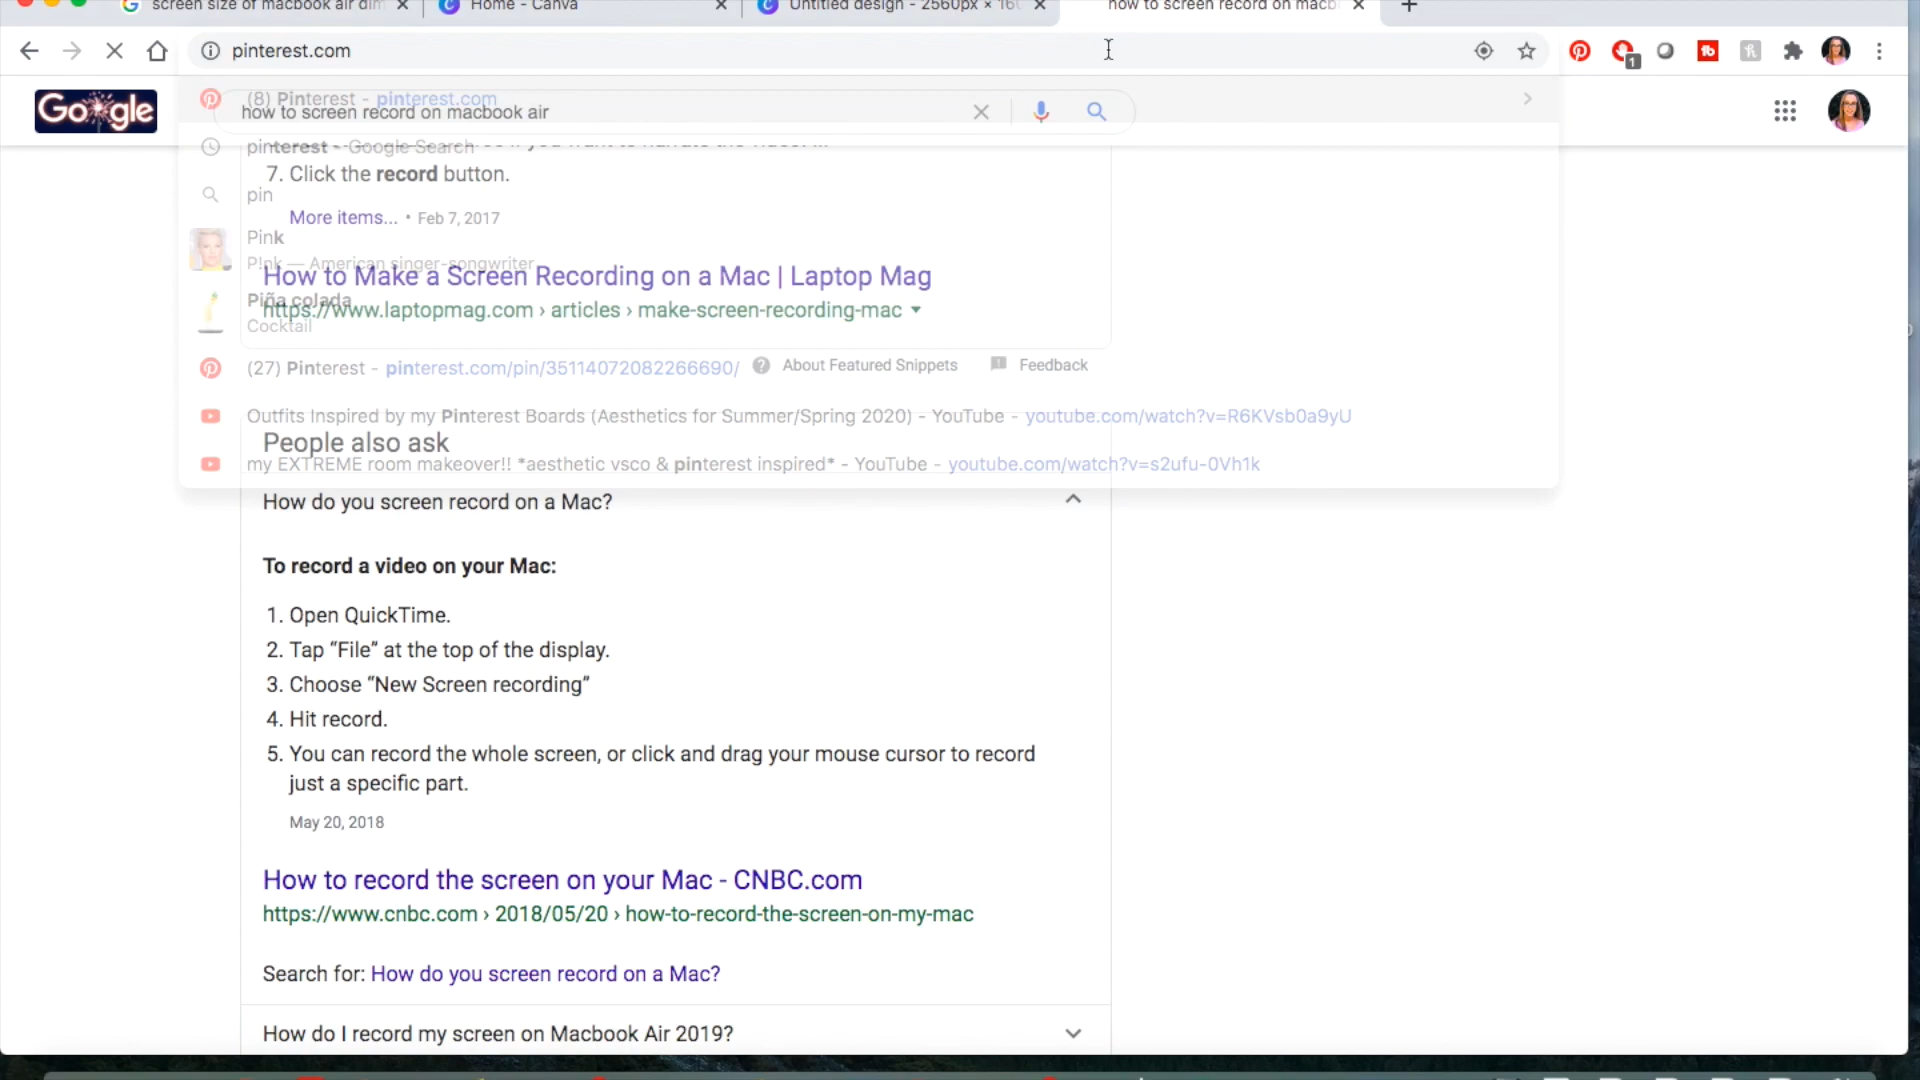 screen size of macbook air dim
Home - Canva
Untitled design - 2560px × 160
how to screen record on macb
pinterest.com
1
Google
(8) Pinterest - pinterest.com
how to screen record on macbook air
pinterest - Google Search
7. Click the record button.
pin
More items... • Feb 7, 2017
Pink
P!nk — American singer-songwriter
How to Make a Screen Recording on a Mac | Laptop Mag
Piña colada
https://www.laptopmag.com › articles › make-screen-recording-mac
Cocktail
(27) Pinterest - pinterest.com/pin/35114072082266690/
About Featured Snippets
Feedback
Outfits Inspired by my Pinterest Boards (Aesthetics for Summer/Spring 2020) - YouTube - youtube.com/watch?v=R6KVsb0a9yU
People also ask
my EXTREME room makeover!! *aesthetic vsco & pinterest inspired* - YouTube - youtube.com/watch?v=s2ufu-0Vh1k
How do you screen record on a Mac?
To record a video on your Mac:
1. Open QuickTime.
2. Tap “File” at the top of the display.
3. Choose “New Screen recording”
4. Hit record.
5. You can record the whole screen, or click and drag your mouse cursor to record
just a specific part.
May 20, 2018
How to record the screen on your Mac - CNBC.com
https://www.cnbc.com › 2018/05/20 › how-to-record-the-screen-on-my-mac
Search for: How do you screen record on a Mac?
How do I record my screen on Macbook Air 2019?